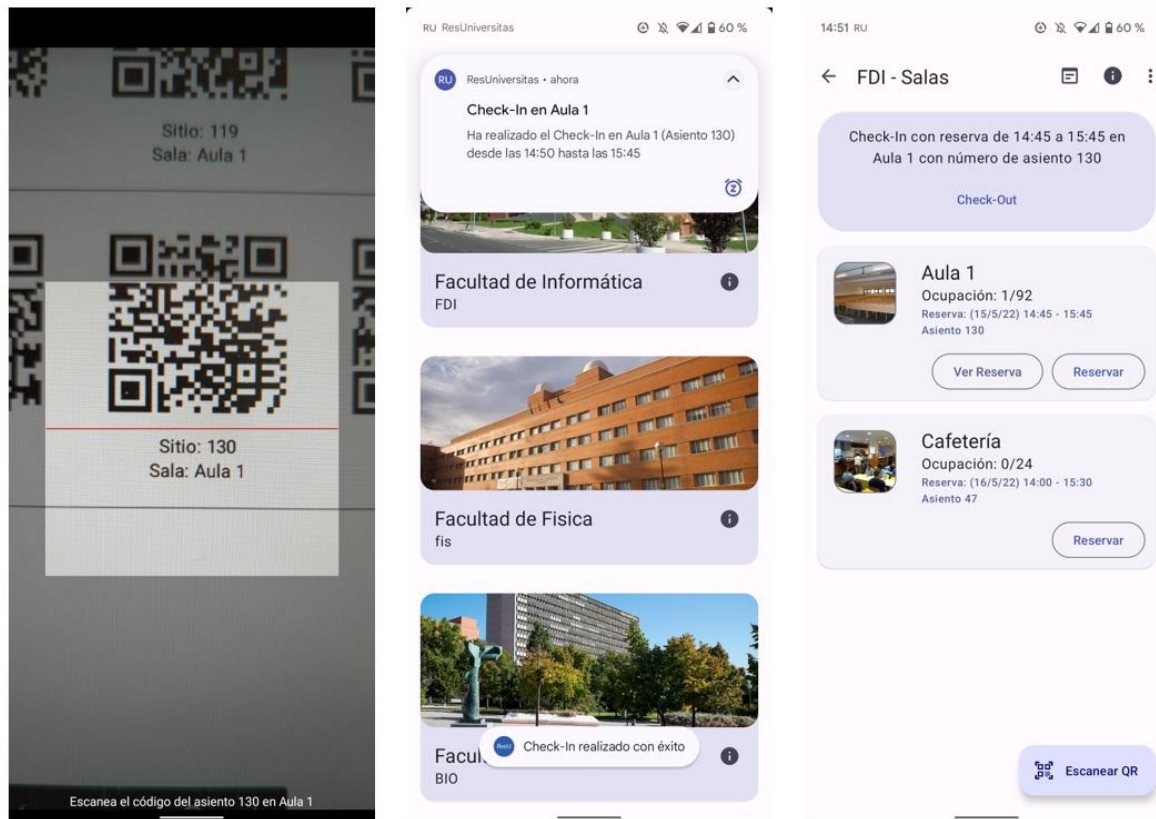 Sitio: 119
Sala: Aula 1
Sitio: 130
Sala: Aula 1
Escanea el código del asiento 130 en Aula 1
RU ResUniversitas
60 %
RU ResUniversitas • ahora
Check-In en Aula 1
Ha realizado el Check-In en Aula 1 (Asiento 130)
desde las 14:50 hasta las 15:45
Facultad de Informática
FDI
Facultad de Fisica
fis
Facul
ResU Check-In realizado con éxito
BIO
14:51 RU
60 %
FDI - Salas
Check-In con reserva de 14:45 a 15:45 en
Aula 1 con número de asiento 130
Check-Out
Aula 1
Ocupación: 1/92
Reserva: (15/5/22) 14:45 - 15:45
Asiento 130
Ver Reserva
Reservar
Cafetería
Ocupación: 0/24
Reserva: (16/5/22) 14:00 - 15:30
Asiento 47
Reservar
Escanear QR